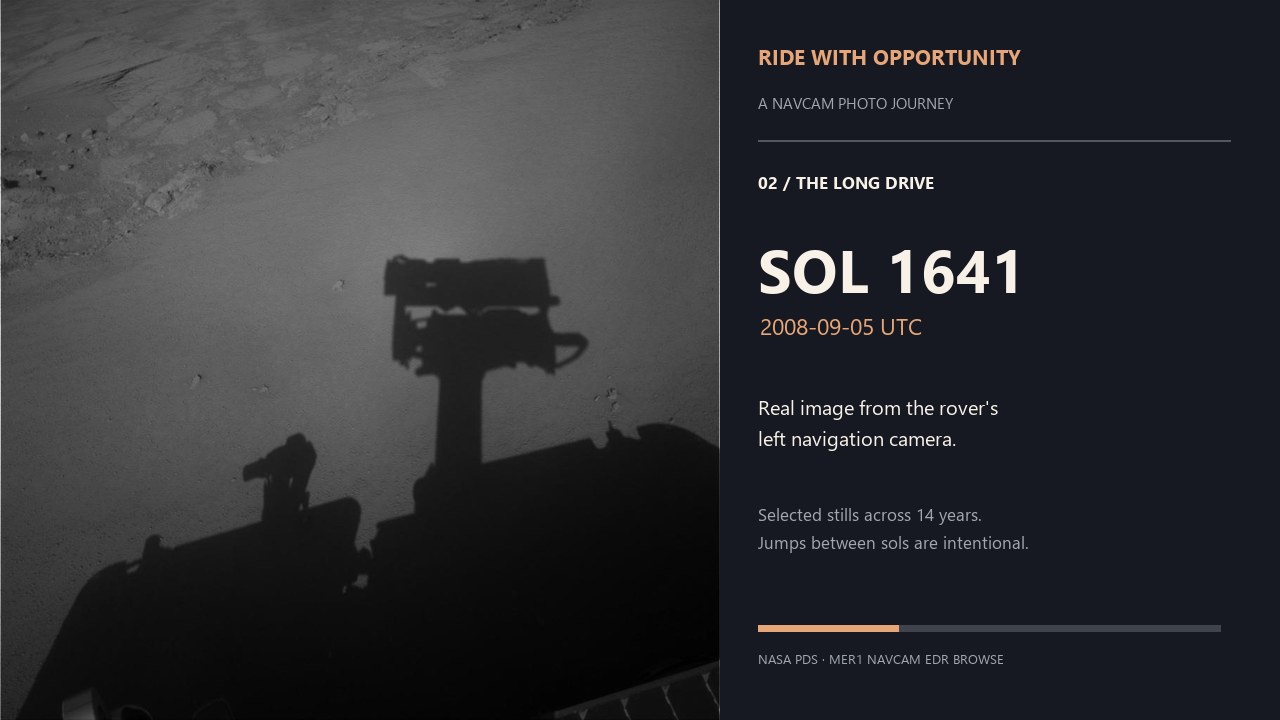 RIDE WITH OPPORTUNITY
A NAVCAM PHOTO JOURNEY
02 / THE LONG DRIVE
SOL 1641
2008-09-05 UTC
Real image from the rover's
left navigation camera.
Selected stills across 14 years.
Jumps between sols are intentional.
NASA PDS · MER1 NAVCAM EDR BROWSE